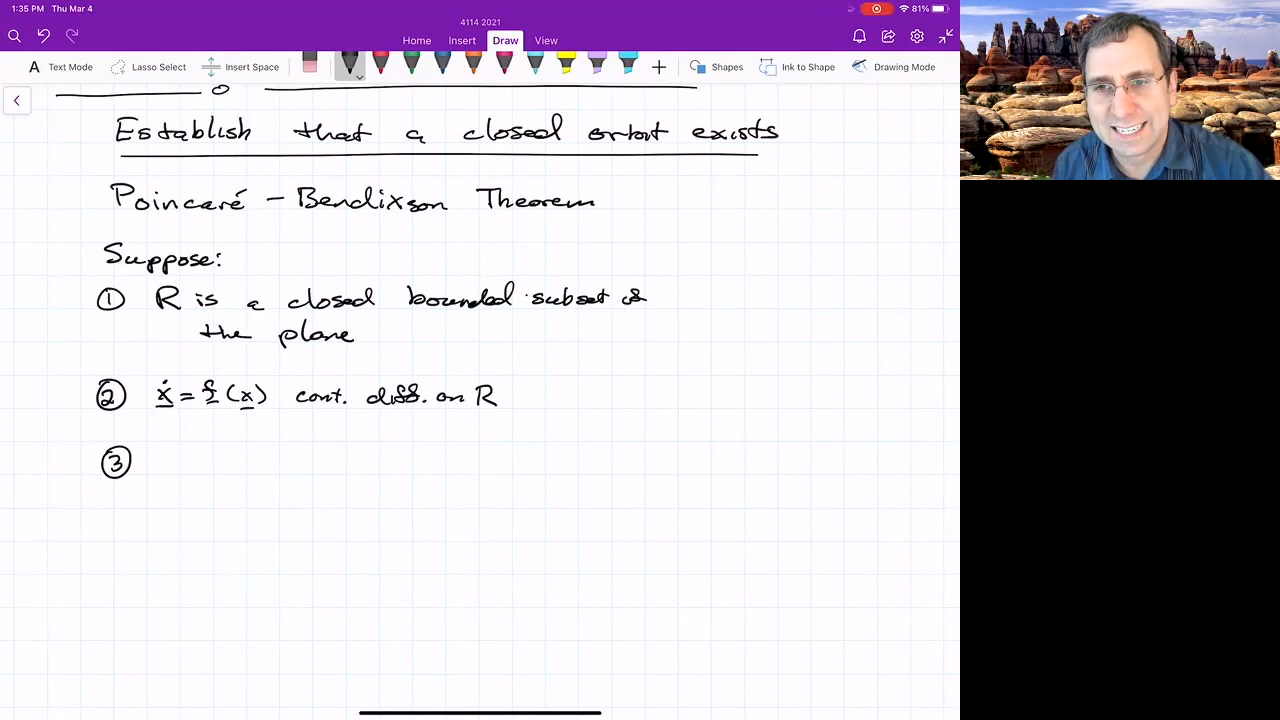 1:35 PM Thu Mar 4
81%
4114 2021
Home Insert Draw View
A Text Mode Lasso Select Insert Space Shapes Ink to Shape Drawing Mode
Establish that a closed orbit exists
Poincaré - Bendixson Theorem
Suppose:
① R is a closed bounded subset of
the plane
② ẋ = f (x) cont. diff. on R
③